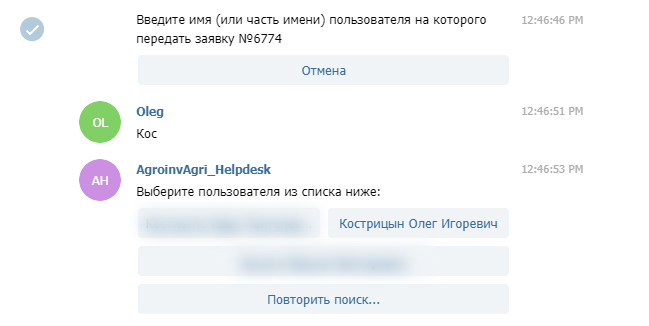 Введите имя (или часть имени) пользователя на которого 12:46:46 PM
передать заявку №6774
Отмена
OL Oleg 12:46:51 PM
Кос
AH AgroinvAgri_Helpdesk 12:46:53 PM
Выберите пользователя из списка ниже:
Кострицын Олег Игоревич
Повторить поиск...